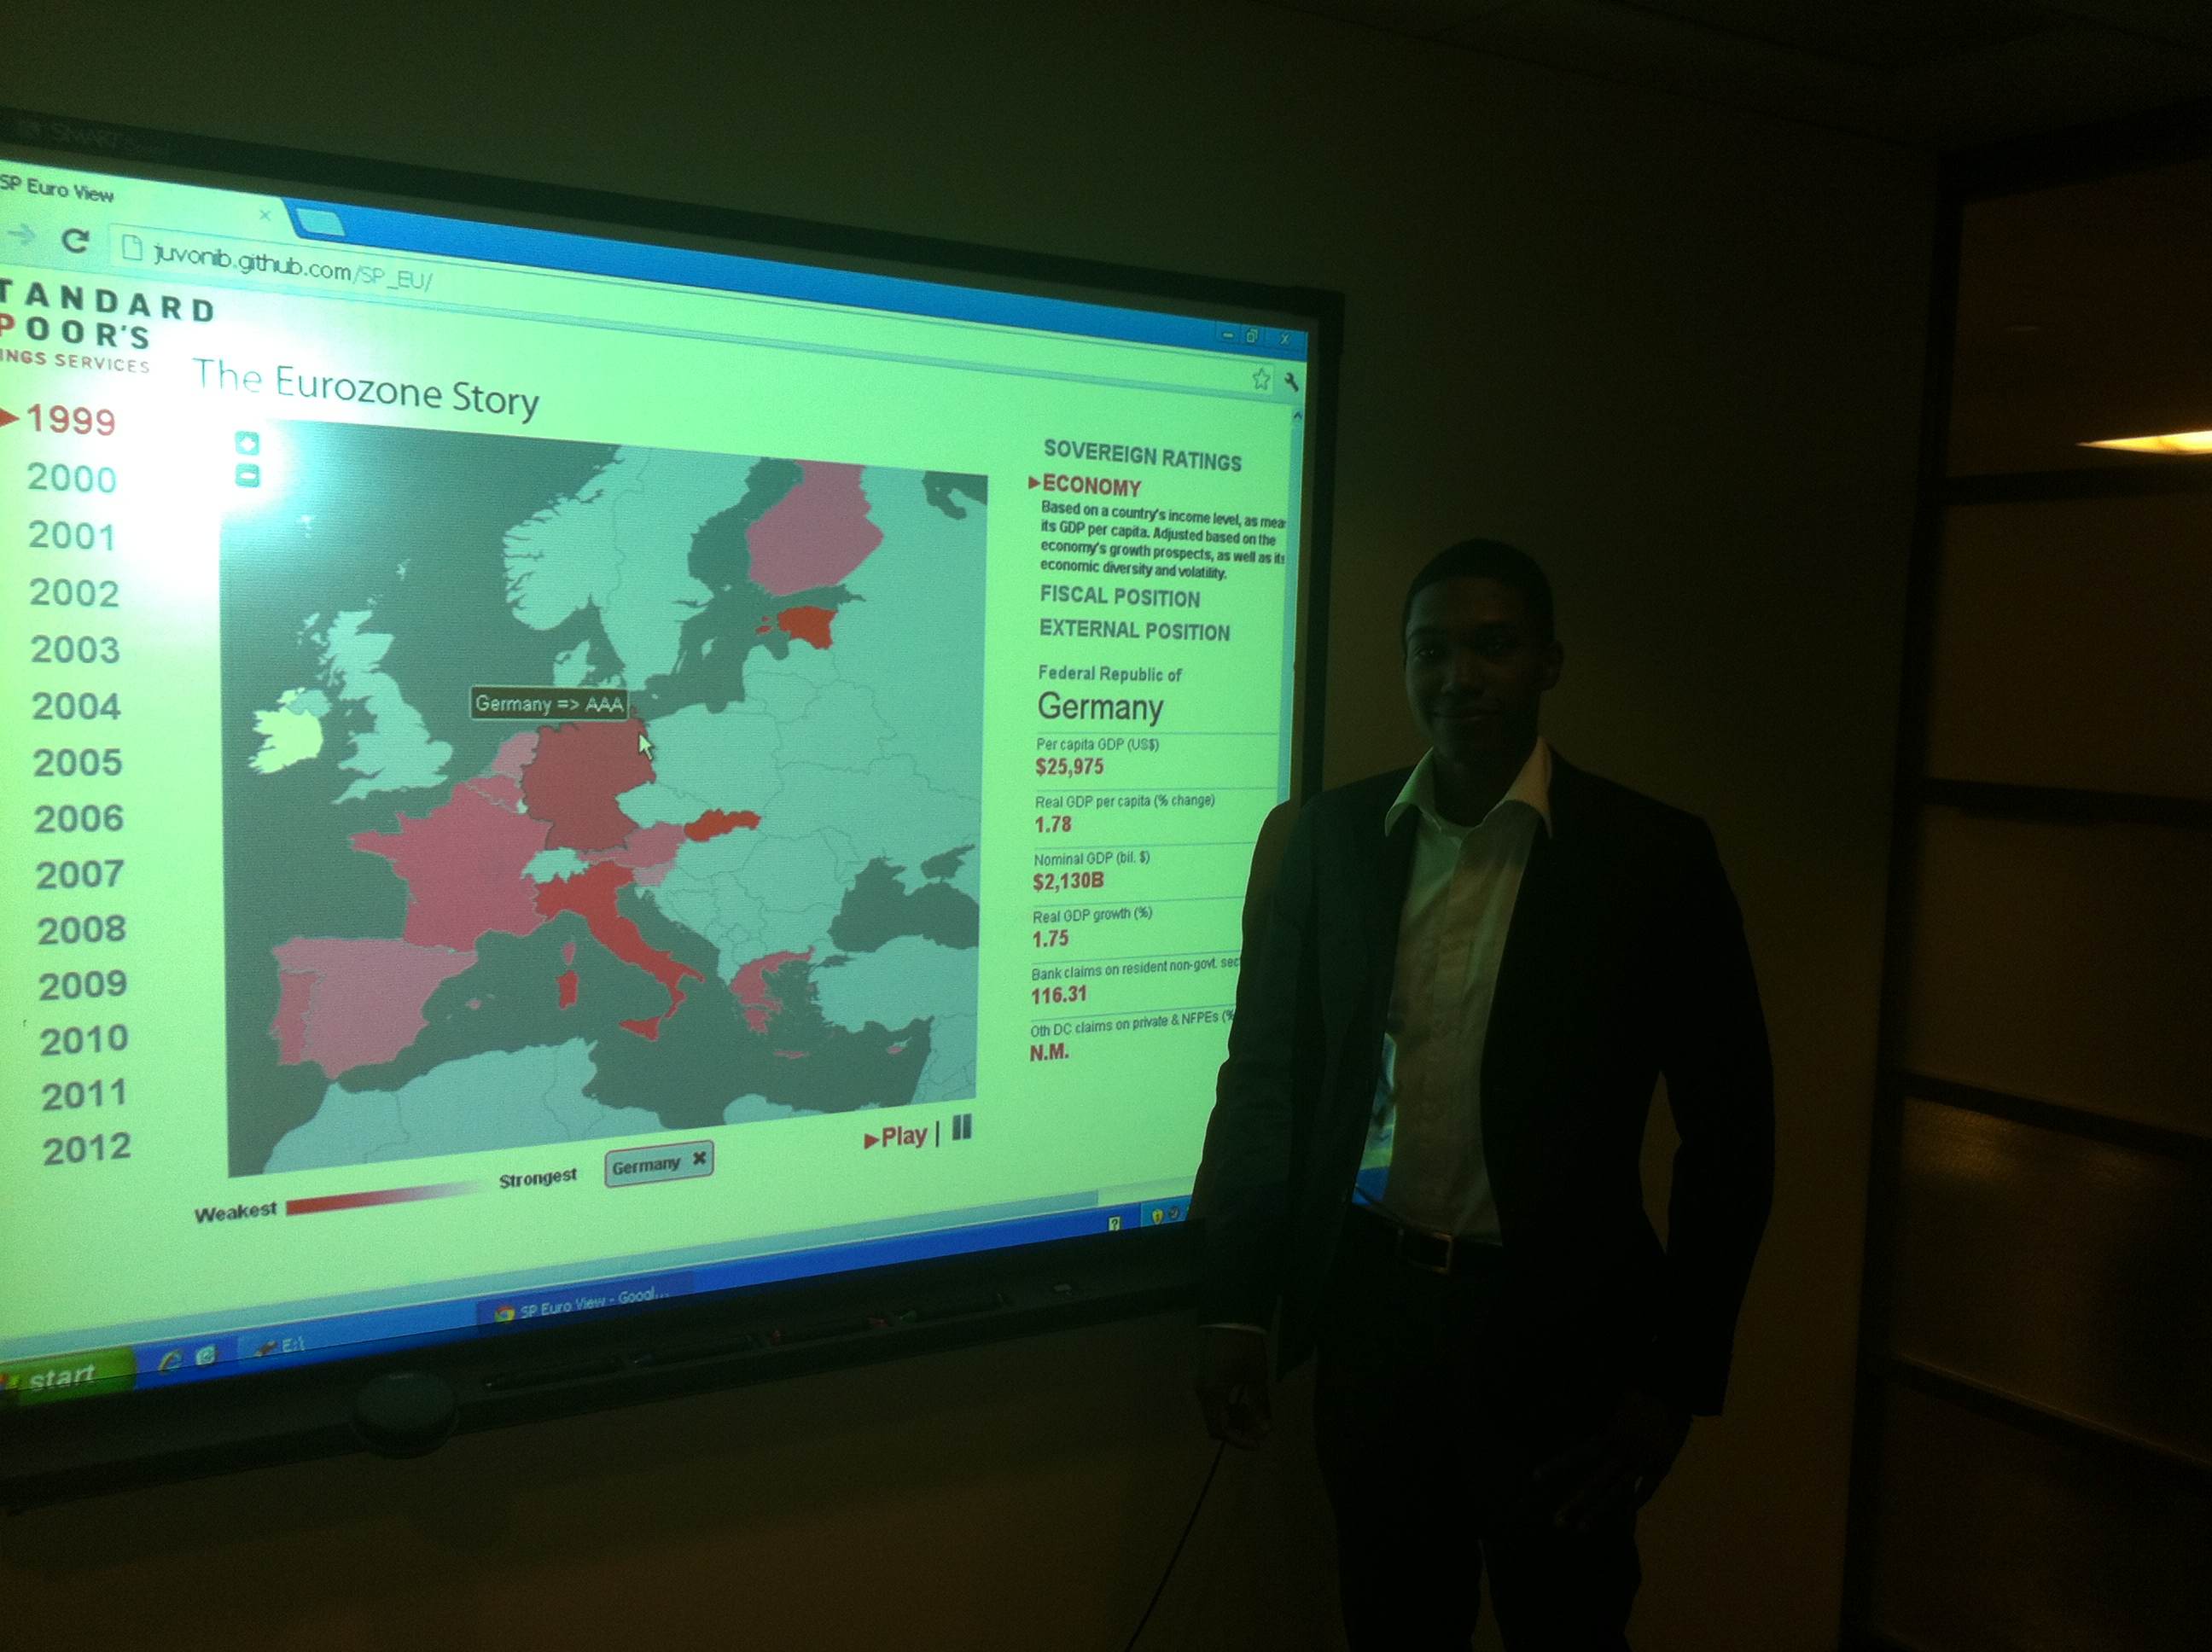 SMART
SP Euro View
juvonib.github.com/SP_EU/
TANDARD
POOR'S
INGS SERVICES
The Eurozone Story
1999
2000
2001
2002
2003
2004
2005
2006
2007
2008
2009
2010
2011
2012
Germany => AAA
Weakest
Strongest
Germany
Play |
SOVEREIGN RATINGS
ECONOMY
Based on a country's income level, as mea
its GDP per capita. Adjusted based on the
economy's growth prospects, as well as its
economic diversity and volatility.
FISCAL POSITION
EXTERNAL POSITION
Federal Republic of
Germany
Per capita GDP (US$)
$25,975
Real GDP per capita (% change)
1.78
Nominal GDP (bil. $)
$2,130B
Real GDP growth (%)
1.75
Bank claims on resident non-govt. sec
116.31
Oth DC claims on private & NFPEs (%
N.M.
start
E:\
SP Euro View - Googl...